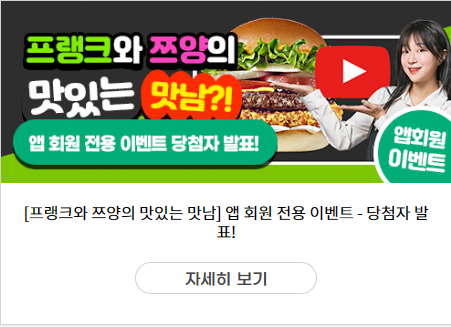 프랭크와 쯔양의
맛있는 맛남?!
앱 회원 전용 이벤트 당첨자 발표!
앱회원
이벤트
[프랭크와 쯔양의 맛있는 맛남] 앱 회원 전용 이벤트 - 당첨자 발
표!
자세히 보기